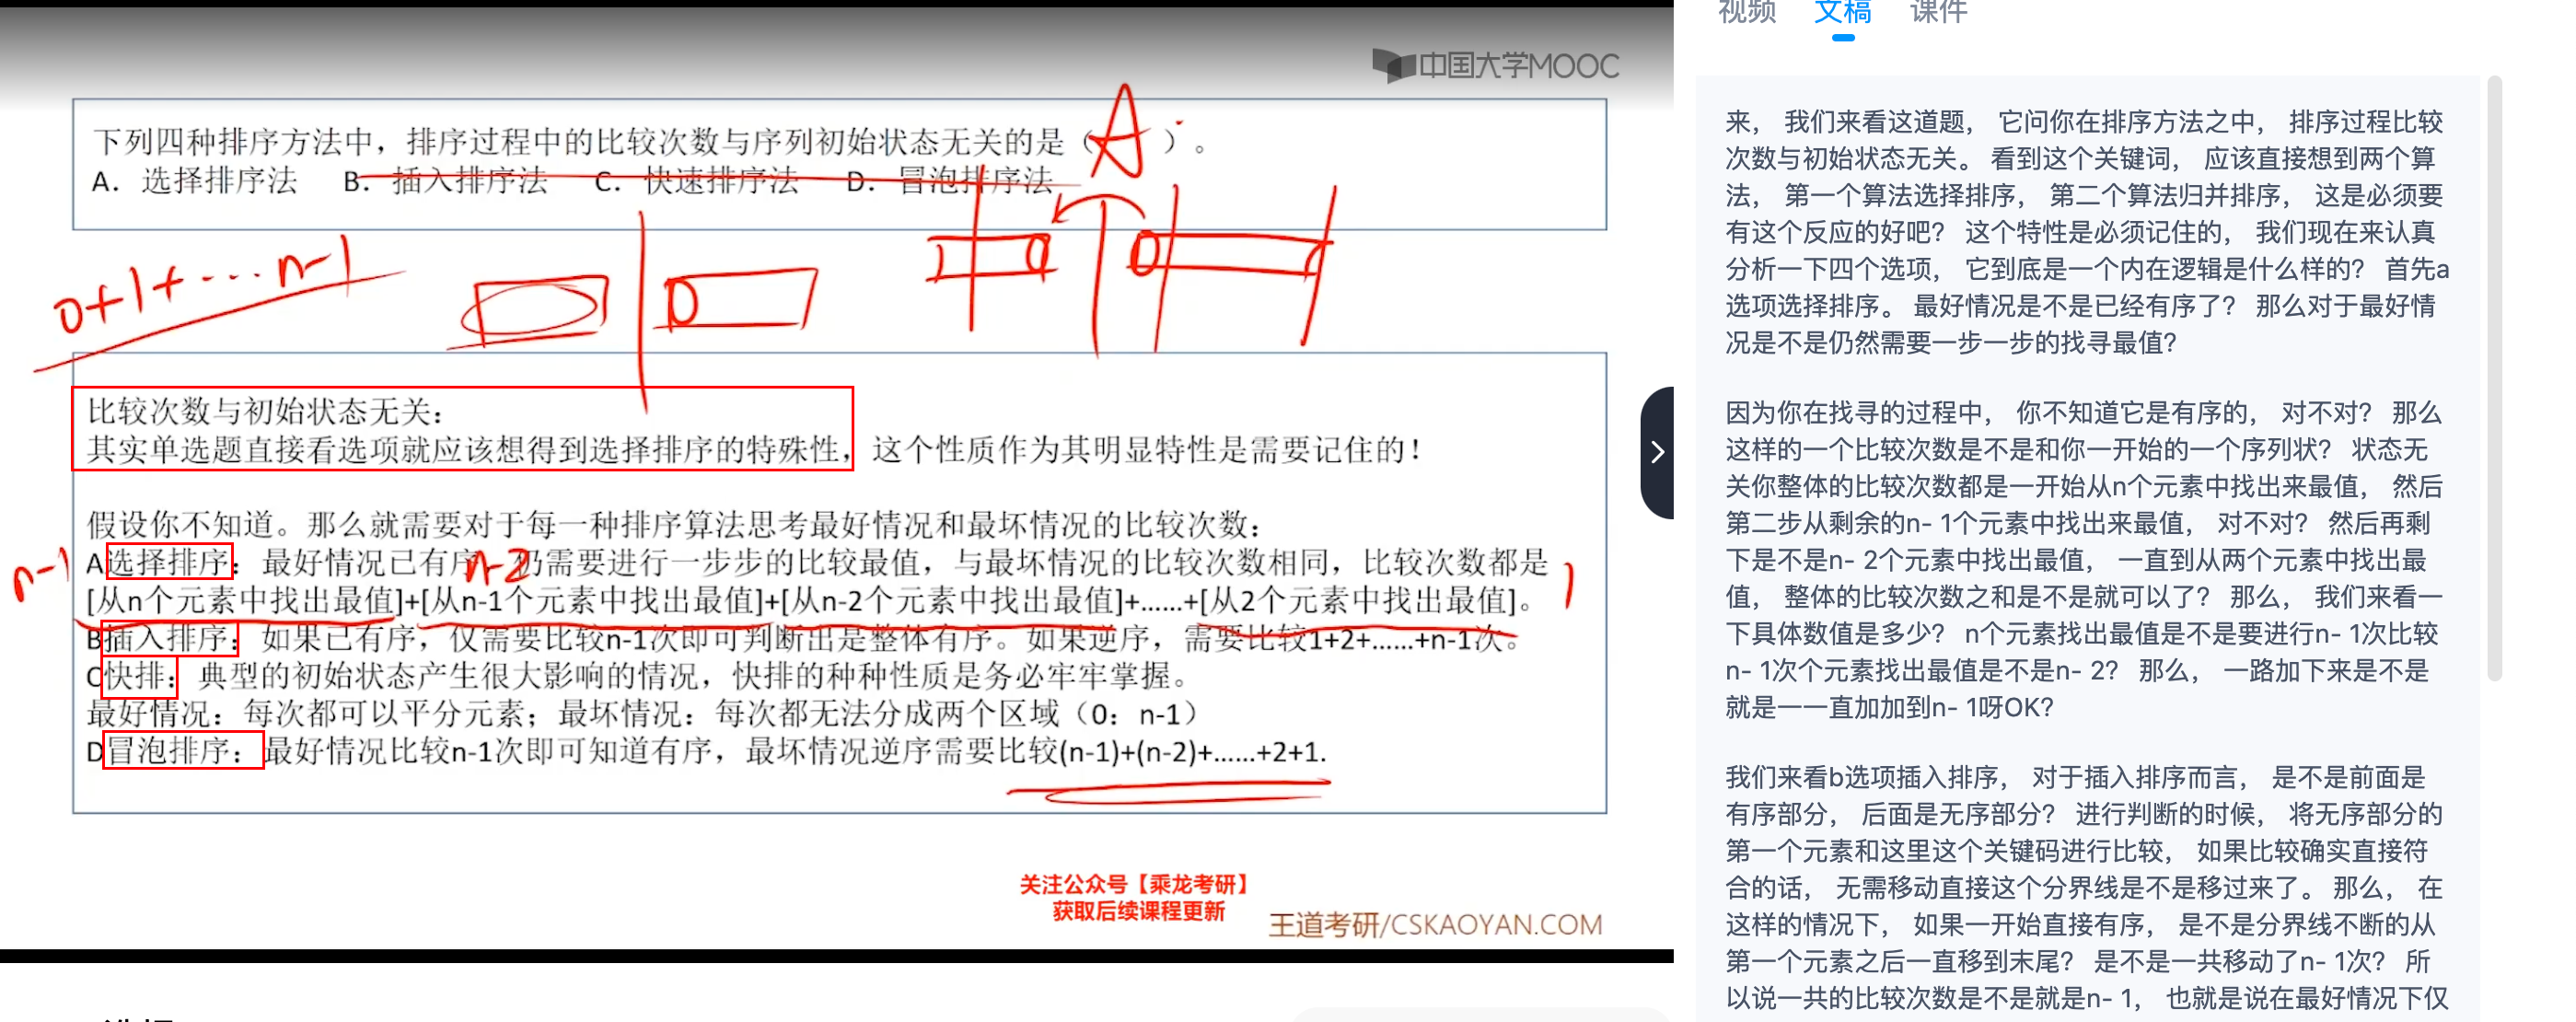 视频 文稿 课件
中国大学MOOC
下列四种排序方法中，排序过程中的比较次数与序列初始状态无关的是（A）。
A．选择排序法 B．插入排序法 C．快速排序法 D．冒泡排序法
0+1+···n-1
比较次数与初始状态无关：
其实单选题直接看选项就应该想得到选择排序的特殊性，这个性质作为其明显特性是需要记住的！
假设你不知道。那么就需要对于每一种排序算法思考最好情况和最坏情况的比较次数：
A选择排序：最好情况已有序 仍需要进行一步步的比较最值，与最坏情况的比较次数相同，比较次数都是
n-1 n-2 1
[从n个元素中找出最值]+[从n-1个元素中找出最值]+[从n-2个元素中找出最值]+……+[从2个元素中找出最值]。
B插入排序：如果已有序，仅需要比较n-1次即可判断出是整体有序。如果逆序，需要比较1+2+……+n-1次。
C快排：典型的初始状态产生很大影响的情况，快排的种种性质是务必牢牢掌握。
最好情况：每次都可以平分元素；最坏情况：每次都无法分成两个区域（0：n-1）
D冒泡排序：最好情况比较n-1次即可知道有序，最坏情况逆序需要比较(n-1)+(n-2)+……+2+1.
关注公众号【乘龙考研】
获取后续课程更新
王道考研/CSKAOYAN.COM
来， 我们来看这道题， 它问你在排序方法之中， 排序过程比较
次数与初始状态无关。 看到这个关键词， 应该直接想到两个算
法， 第一个算法选择排序， 第二个算法归并排序， 这是必须要
有这个反应的好吧？ 这个特性是必须记住的， 我们现在来认真
分析一下四个选项， 它到底是一个内在逻辑是什么样的？ 首先a
选项选择排序。 最好情况是不是已经有序了？ 那么对于最好情
况是不是仍然需要一步一步的找寻最值？
因为你在找寻的过程中， 你不知道它是有序的， 对不对？ 那么
这样的一个比较次数是不是和你一开始的一个序列状？ 状态无
关你整体的比较次数都是一开始从n个元素中找出来最值， 然后
第二步从剩余的n- 1个元素中找出来最值， 对不对？ 然后再剩
下是不是n- 2个元素中找出最值， 一直到从两个元素中找出最
值， 整体的比较次数之和是不是就可以了？ 那么， 我们来看一
下具体数值是多少？ n个元素找出最值是不是要进行n- 1次比较
n- 1次个元素找出最值是不是n- 2？ 那么， 一路加下来是不是
就是一一直加加到n- 1呀OK？
我们来看b选项插入排序， 对于插入排序而言， 是不是前面是
有序部分， 后面是无序部分？ 进行判断的时候， 将无序部分的
第一个元素和这里这个关键码进行比较， 如果比较确实直接符
合的话， 无需移动直接这个分界线是不是移过来了。 那么， 在
这样的情况下， 如果一开始直接有序， 是不是分界线不断的从
第一个元素之后一直移到末尾？ 是不是一共移动了n- 1次？ 所
以说一共的比较次数是不是就是n- 1， 也就是说在最好情况下仅